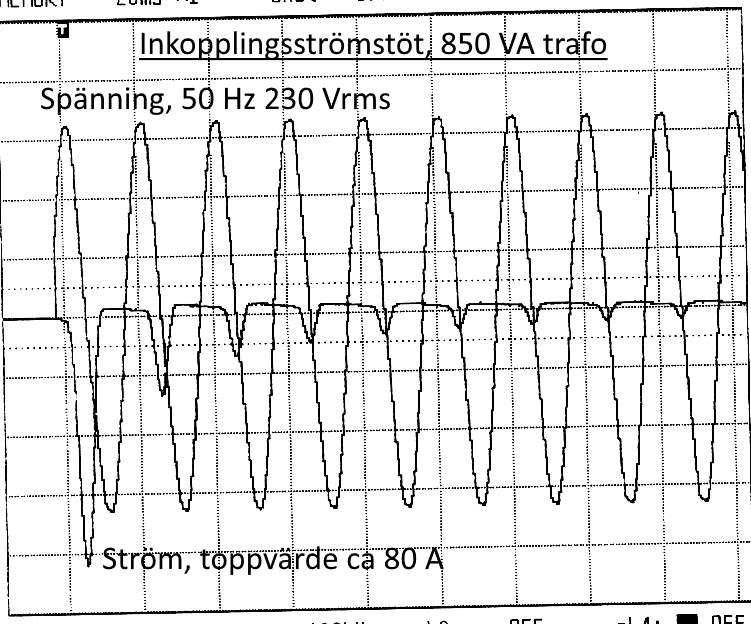 Inkopplingsströmstöt, 850 VA trafo
Spänning, 50 Hz 230 Vrms
Ström, toppvärde ca 80 A